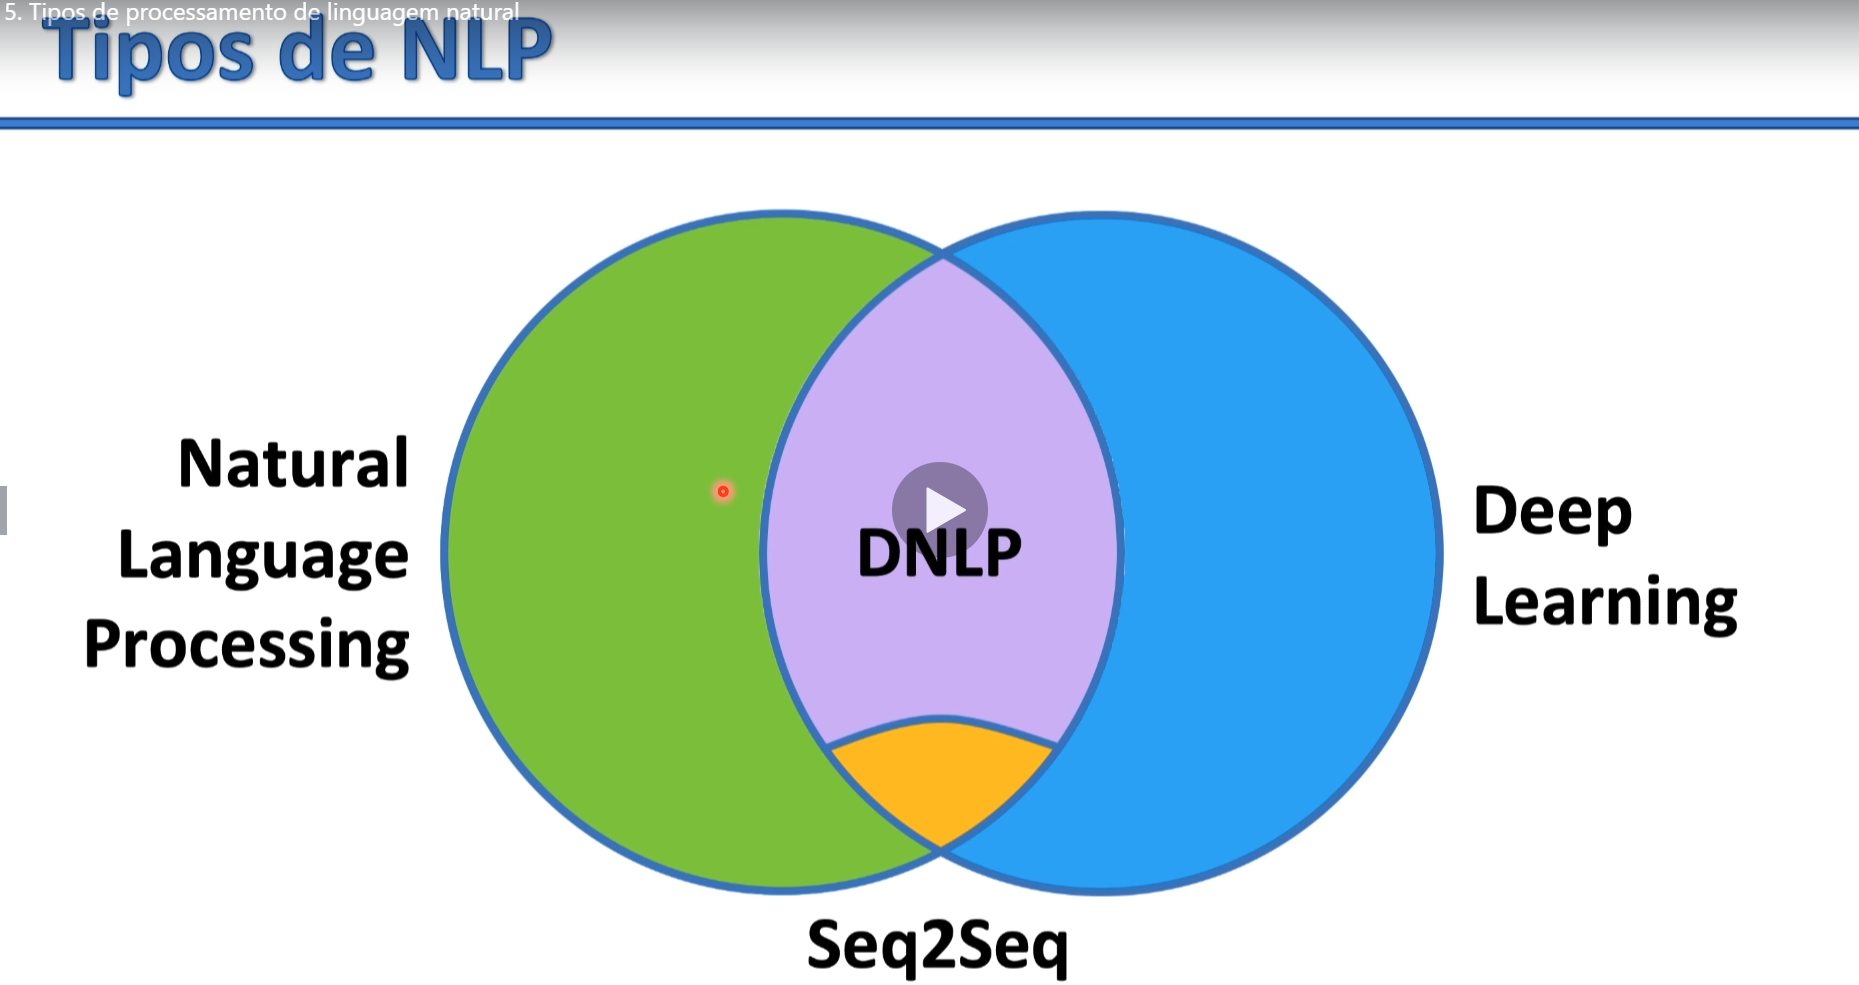 5. Tipos de processamento de linguagem natural
Tipos de NLP
Natural
Language
Processing
DNLP
Deep
Learning
Seq2Seq